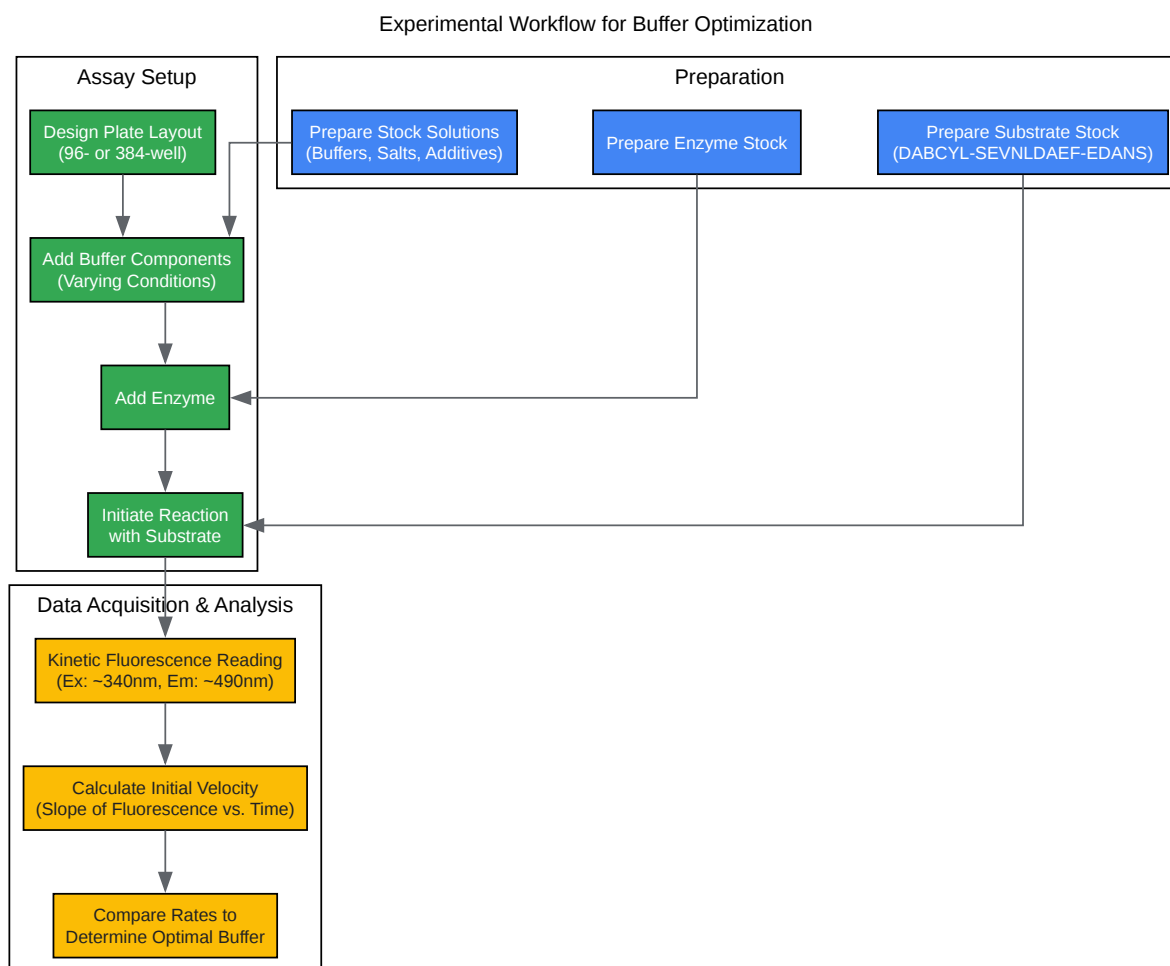 Experimental Workflow for Buffer Optimization
Assay Setup
Preparation
Design Plate Layout
(96- or 384-well)
Prepare Stock Solutions
(Buffers, Salts, Additives)
Prepare Enzyme Stock
Prepare Substrate Stock
(DABCYL-SEVNLDAEF-EDANS)
Add Buffer Components
(Varying Conditions)
Add Enzyme
Initiate Reaction
with Substrate
Data Acquisition & Analysis
Kinetic Fluorescence Reading
(Ex: ~340nm, Em: ~490nm)
Calculate Initial Velocity
(Slope of Fluorescence vs. Time)
Compare Rates to
Determine Optimal Buffer